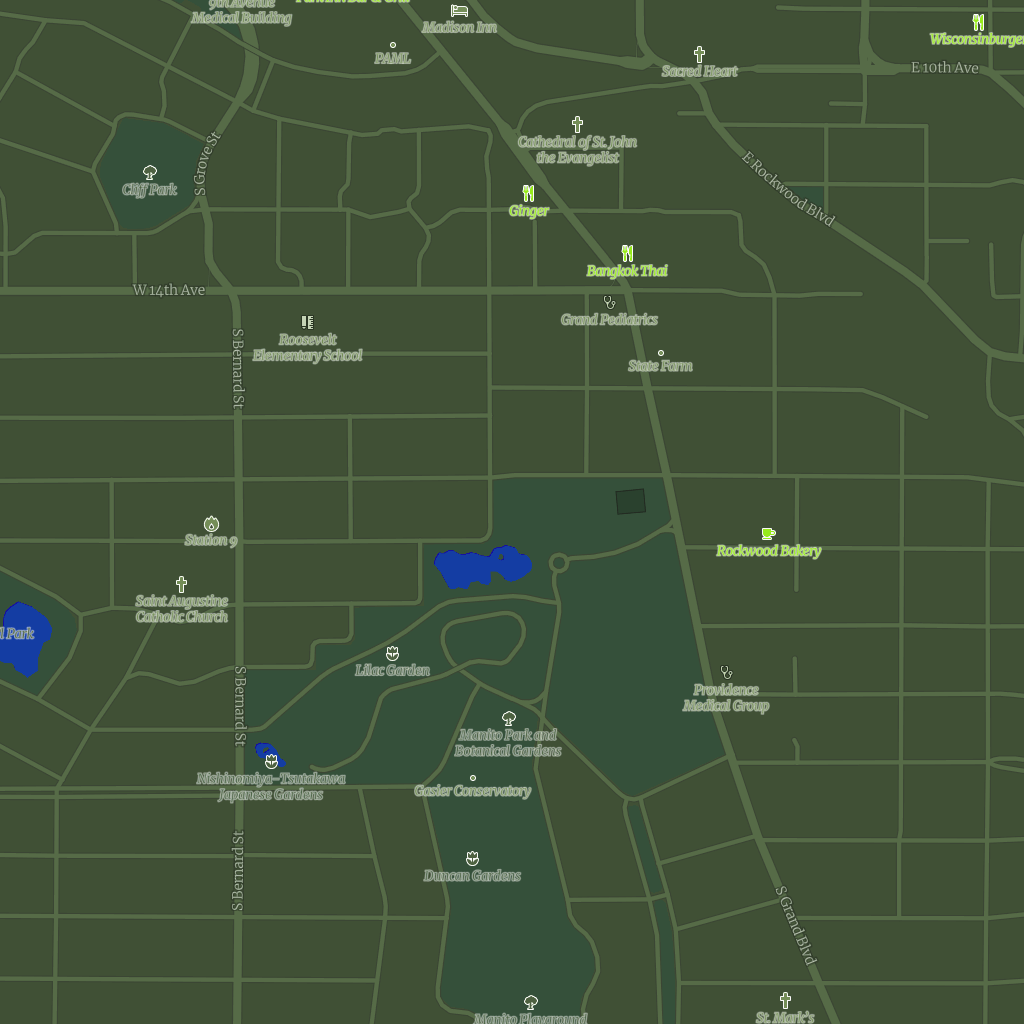 9th Avenue
Medical Building
Madison Inn
PAML
Wisconsinburger
E 10th Ave
Sacred Heart
Cathedral of St. John
the Evangelist
E Rockwood Blvd
S Grove St
Cliff Park
Ginger
Bangkok Thai
W 14th Ave
Grand Pediatrics
Roosevelt
Elementary School
State Farm
S Bernard St
Station 9
Rockwood Bakery
Saint Augustine
Catholic Church
l Park
Lilac Garden
S Bernard St
Providence
Medical Group
Manito Park and
Botanical Gardens
Nishinomiya-Tsutakawa
Japanese Gardens
Gasier Conservatory
S Bernard St
Duncan Gardens
S Grand Blvd
Manito Playground
St. Mark's